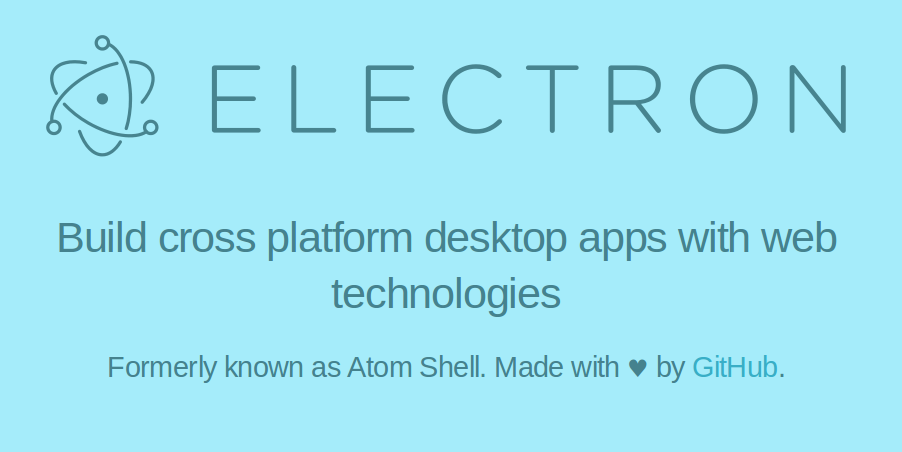 ELECTRON
Build cross platform desktop apps with web
technologies
Formerly known as Atom Shell. Made with ♥ by GitHub.